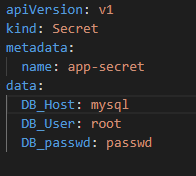 apiVersion: v1
kind: Secret
metadata:
  name: app-secret
data:
  DB_Host: mysql
  DB_User: root
  DB_passwd: passwd